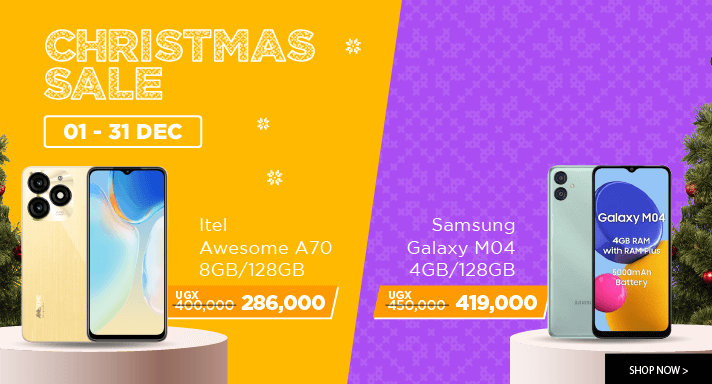 CHRISTMAS
SALE
01 - 31 DEC
Itel
Awesome A70
8GB/128GB
UGX
400,000 286,000
Samsung
Galaxy M04
4GB/128GB
UGX
450,000 419,000
Galaxy M04
4GB RAM
with RAM Plus
5000mAh
Battery
SAMSUNG
SHOP NOW >